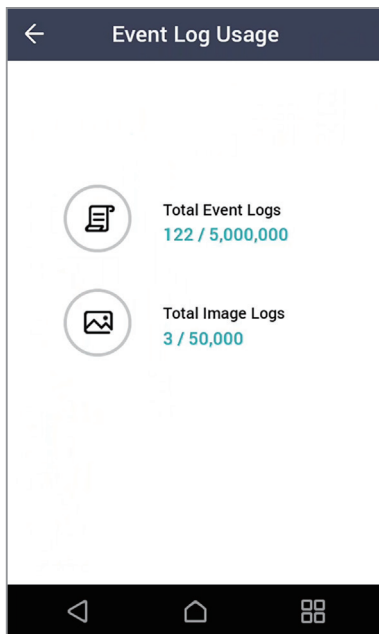 Event Log Usage
Total Event Logs
122 / 5,000,000
Total Image Logs
3 / 50,000